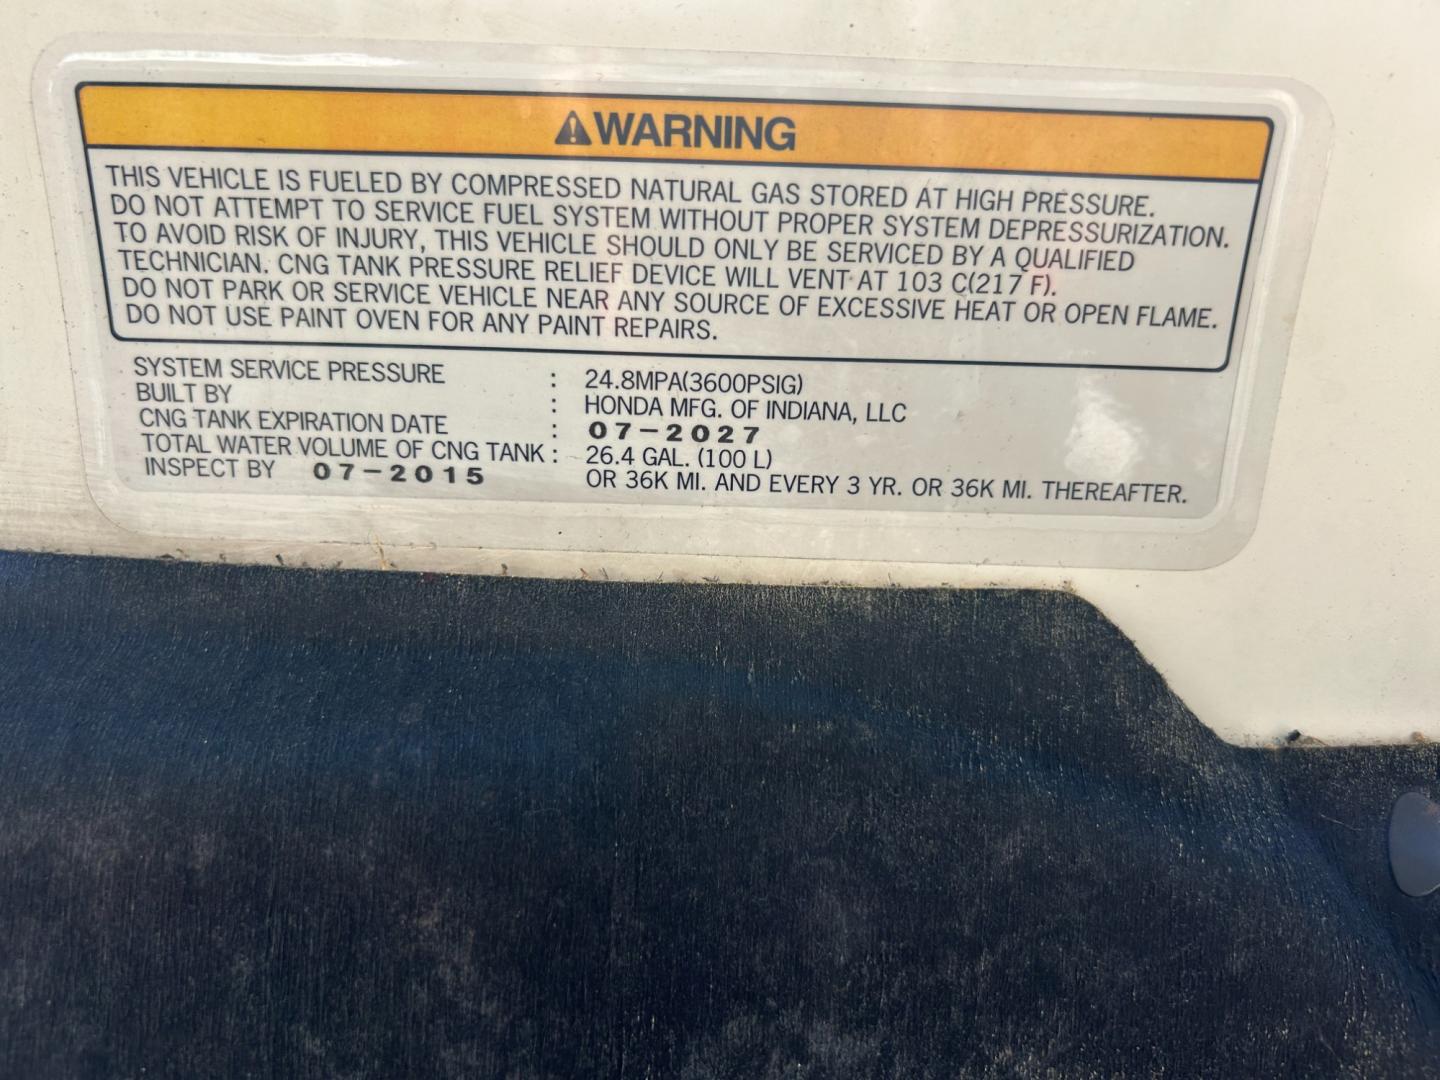 ⚠WARNING
THIS VEHICLE IS FUELED BY COMPRESSED NATURAL GAS STORED AT HIGH PRESSURE.
DO NOT ATTEMPT TO SERVICE FUEL SYSTEM WITHOUT PROPER SYSTEM DEPRESSURIZATION.
TO AVOID RISK OF INJURY, THIS VEHICLE SHOULD ONLY BE SERVICED BY A QUALIFIED
TECHNICIAN. CNG TANK PRESSURE RELIEF DEVICE WILL VENT AT 103 C(217 F).
DO NOT PARK OR SERVICE VEHICLE NEAR ANY SOURCE OF EXCESSIVE HEAT OR OPEN FLAME.
DO NOT USE PAINT OVEN FOR ANY PAINT REPAIRS.
SYSTEM SERVICE PRESSURE : 24.8MPA(3600PSIG)
BUILT BY : HONDA MFG. OF INDIANA, LLC
CNG TANK EXPIRATION DATE : 07-2027
TOTAL WATER VOLUME OF CNG TANK : 26.4 GAL. (100 L)
INSPECT BY 07-2015 OR 36K MI. AND EVERY 3 YR. OR 36K MI. THEREAFTER.